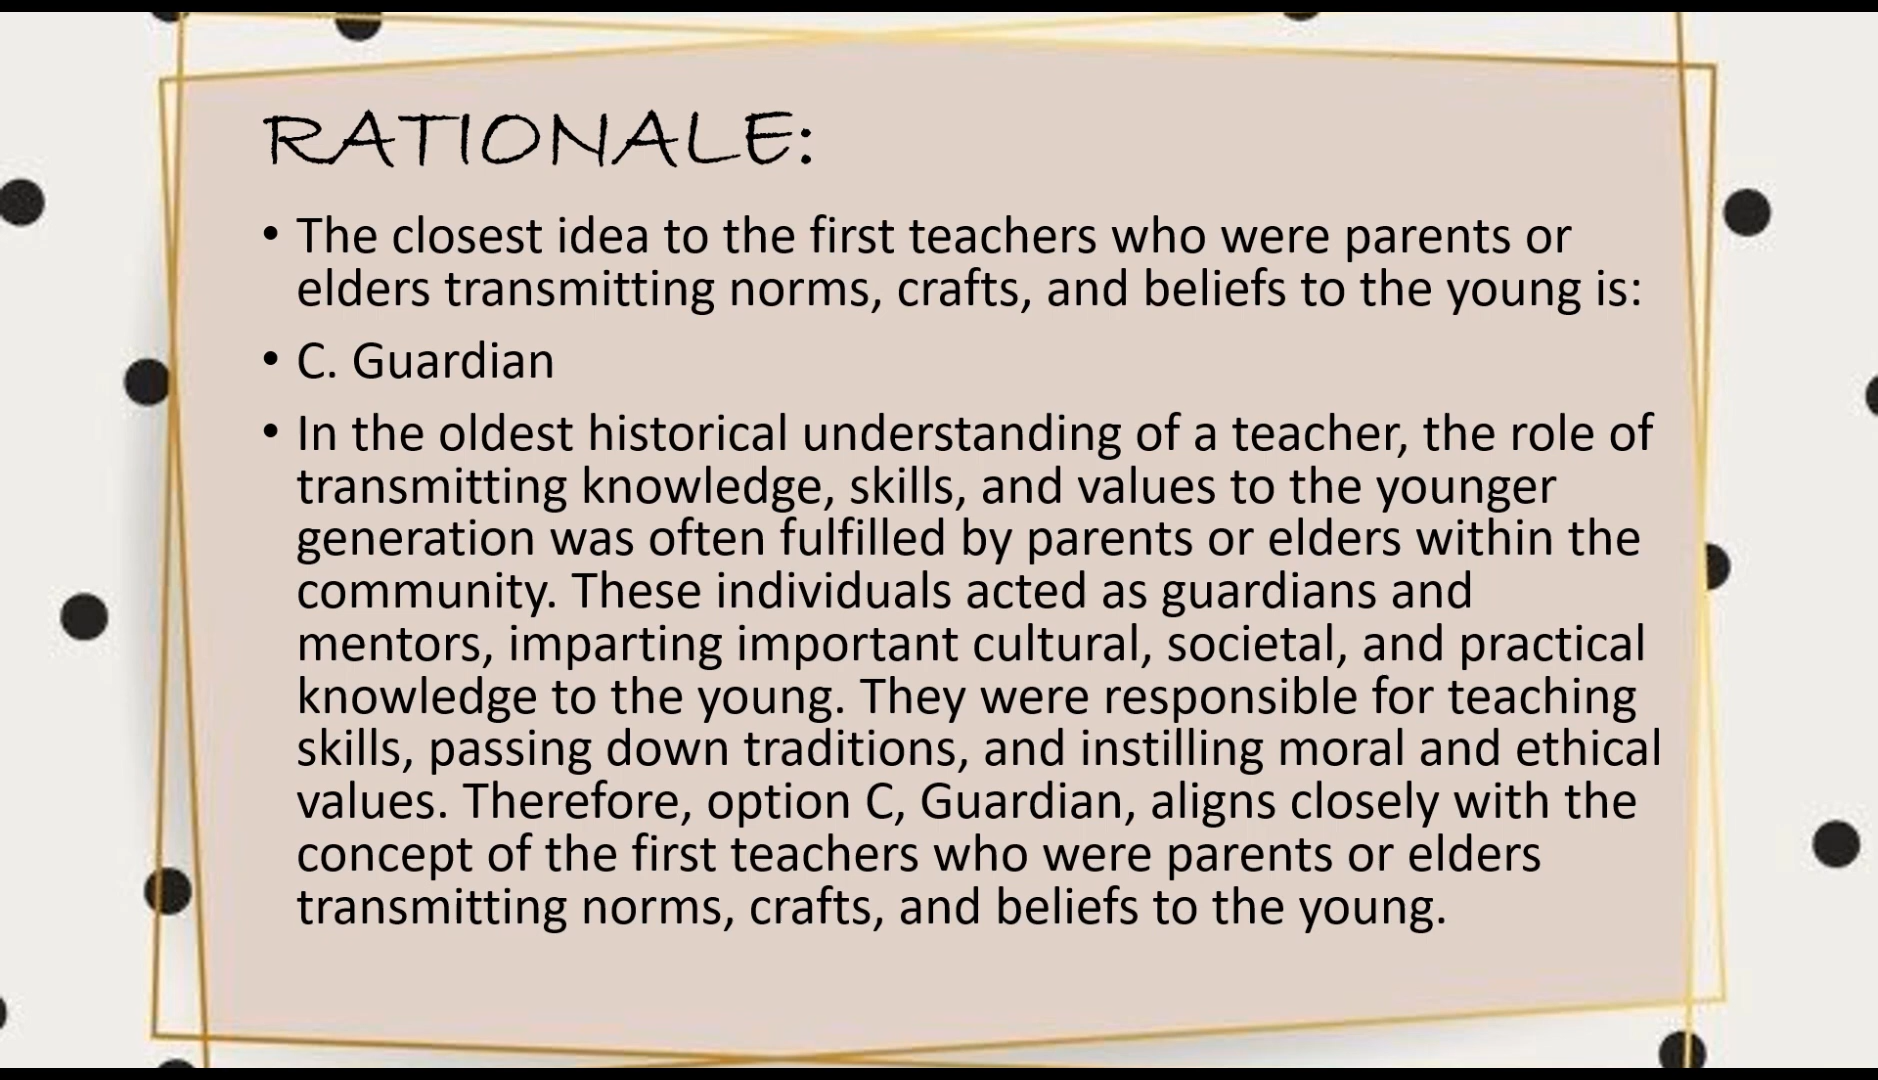 RATIONALE:
• The closest idea to the first teachers who were parents or
elders transmitting norms, crafts, and beliefs to the young is:
• C. Guardian
• In the oldest historical understanding of a teacher, the role of
transmitting knowledge, skills, and values to the younger
generation was often fulfilled by parents or elders within the
community. These individuals acted as guardians and
mentors, imparting important cultural, societal, and practical
knowledge to the young. They were responsible for teaching
skills, passing down traditions, and instilling moral and ethical
values. Therefore, option C, Guardian, aligns closely with the
concept of the first teachers who were parents or elders
transmitting norms, crafts, and beliefs to the young.